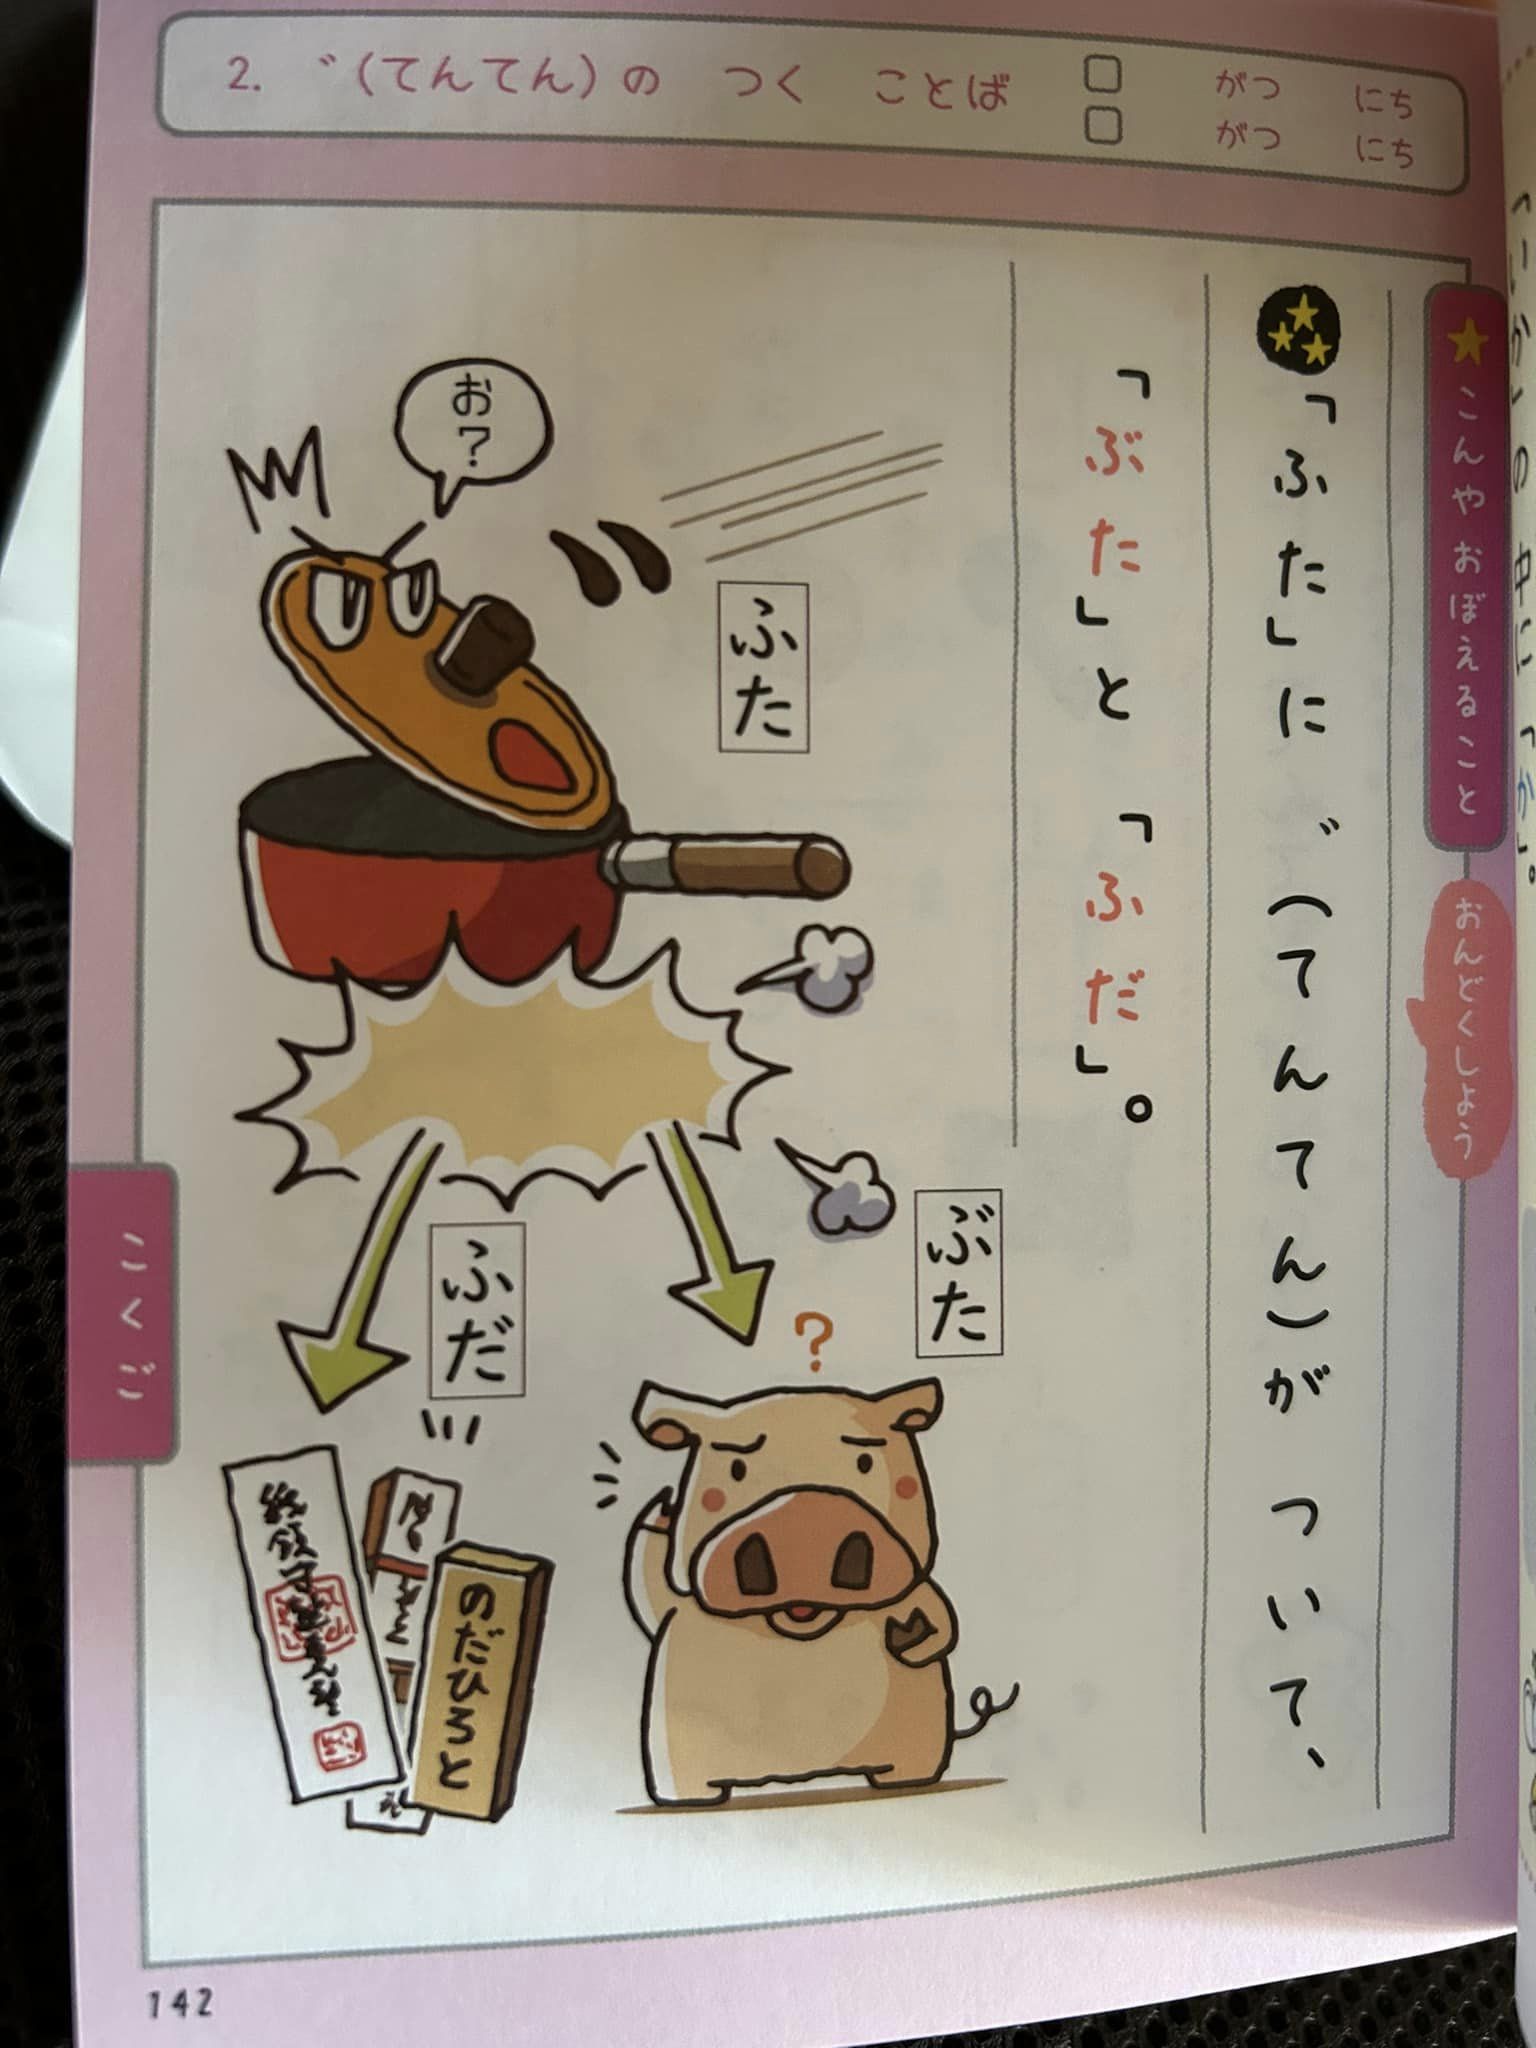 2. ゛(てんてん)の つく ことば
がつ にち
がつ にち
こんや おぼえること
おんどくしよう
「ふた」に ゛(てんてん)が ついて、
「ぶた」と 「ふだ」。
お?
ふた
ぶた
?
ふだ
のだひろと
こくご
142